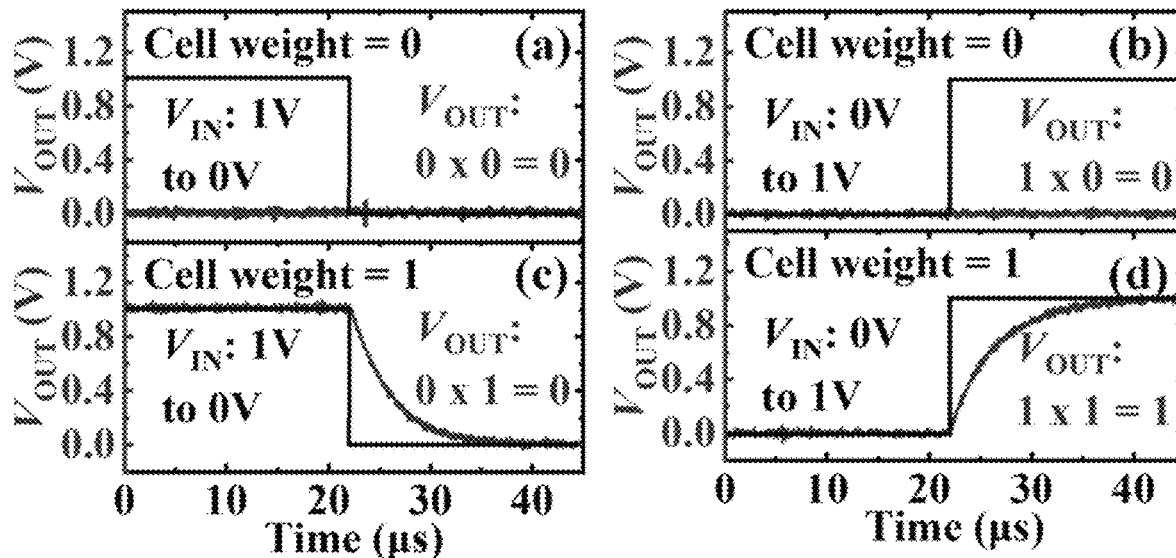 Cell weight = 0 (a)
V_OUT (V)
1.2
0.8
0.4
0.0
V_IN: 1V
to 0V
V_OUT:
0 x 0 = 0
Cell weight = 0 (b)
V_OUT (V)
1.2
0.8
0.4
0.0
V_IN: 0V
to 1V
V_OUT:
1 x 0 = 0
Cell weight = 1 (c)
V_OUT (V)
1.2
0.8
0.4
0.0
V_IN: 1V
to 0V
V_OUT:
0 x 1 = 0
0 10 20 30 40
Time (µs)
Cell weight = 1 (d)
V_OUT (V)
1.2
0.8
0.4
0.0
V_IN: 0V
to 1V
V_OUT:
1 x 1 = 1
0 10 20 30 40
Time (µs)